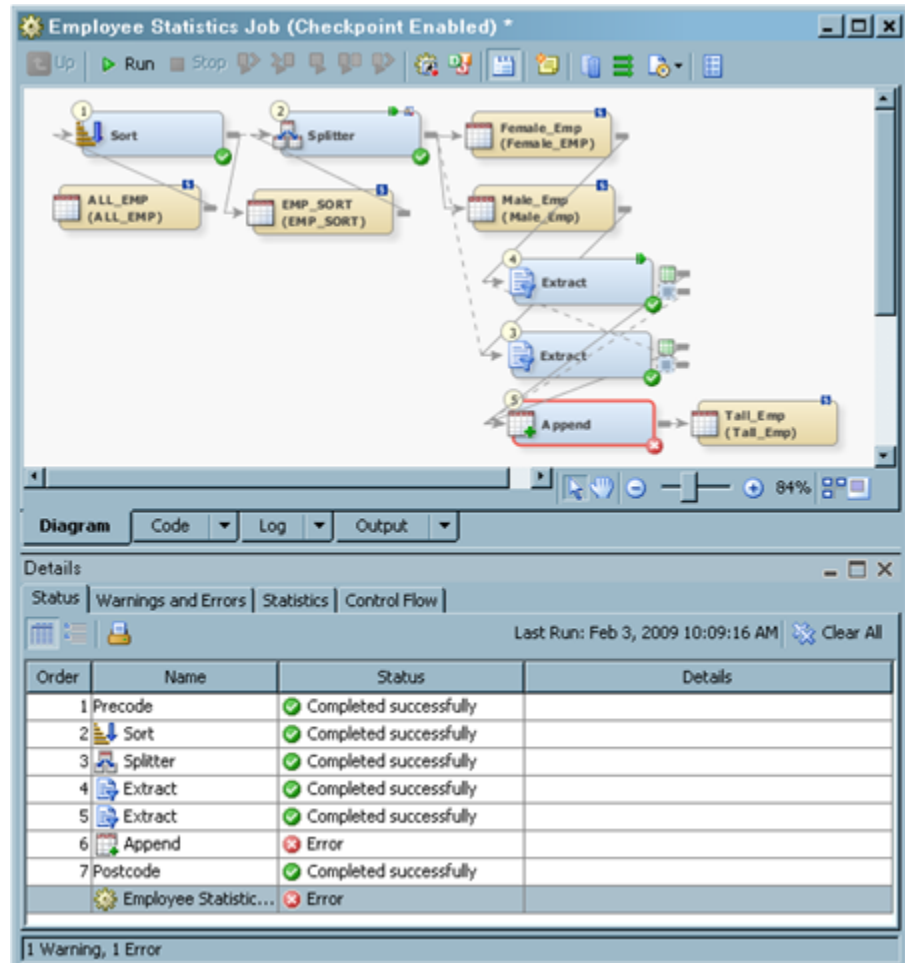 Employee Statistics Job (Checkpoint Enabled) *
Up Run Stop
1 Sort
2 Splitter
Female_Emp
(Female_EMP)
ALL_EMP
(ALL_EMP)
EMP_SORT
(EMP_SORT)
Male_Emp
(Male_Emp)
4 Extract
3 Extract
5 Append
Tall_Emp
(Tall_Emp)
84%
Diagram Code Log Output
Details
Status Warnings and Errors Statistics Control Flow
Last Run: Feb 3, 2009 10:09:16 AM Clear All
Order Name Status Details
1 Precode Completed successfully
2 Sort Completed successfully
3 Splitter Completed successfully
4 Extract Completed successfully
5 Extract Completed successfully
6 Append Error
7 Postcode Completed successfully
Employee Statistic... Error
1 Warning, 1 Error